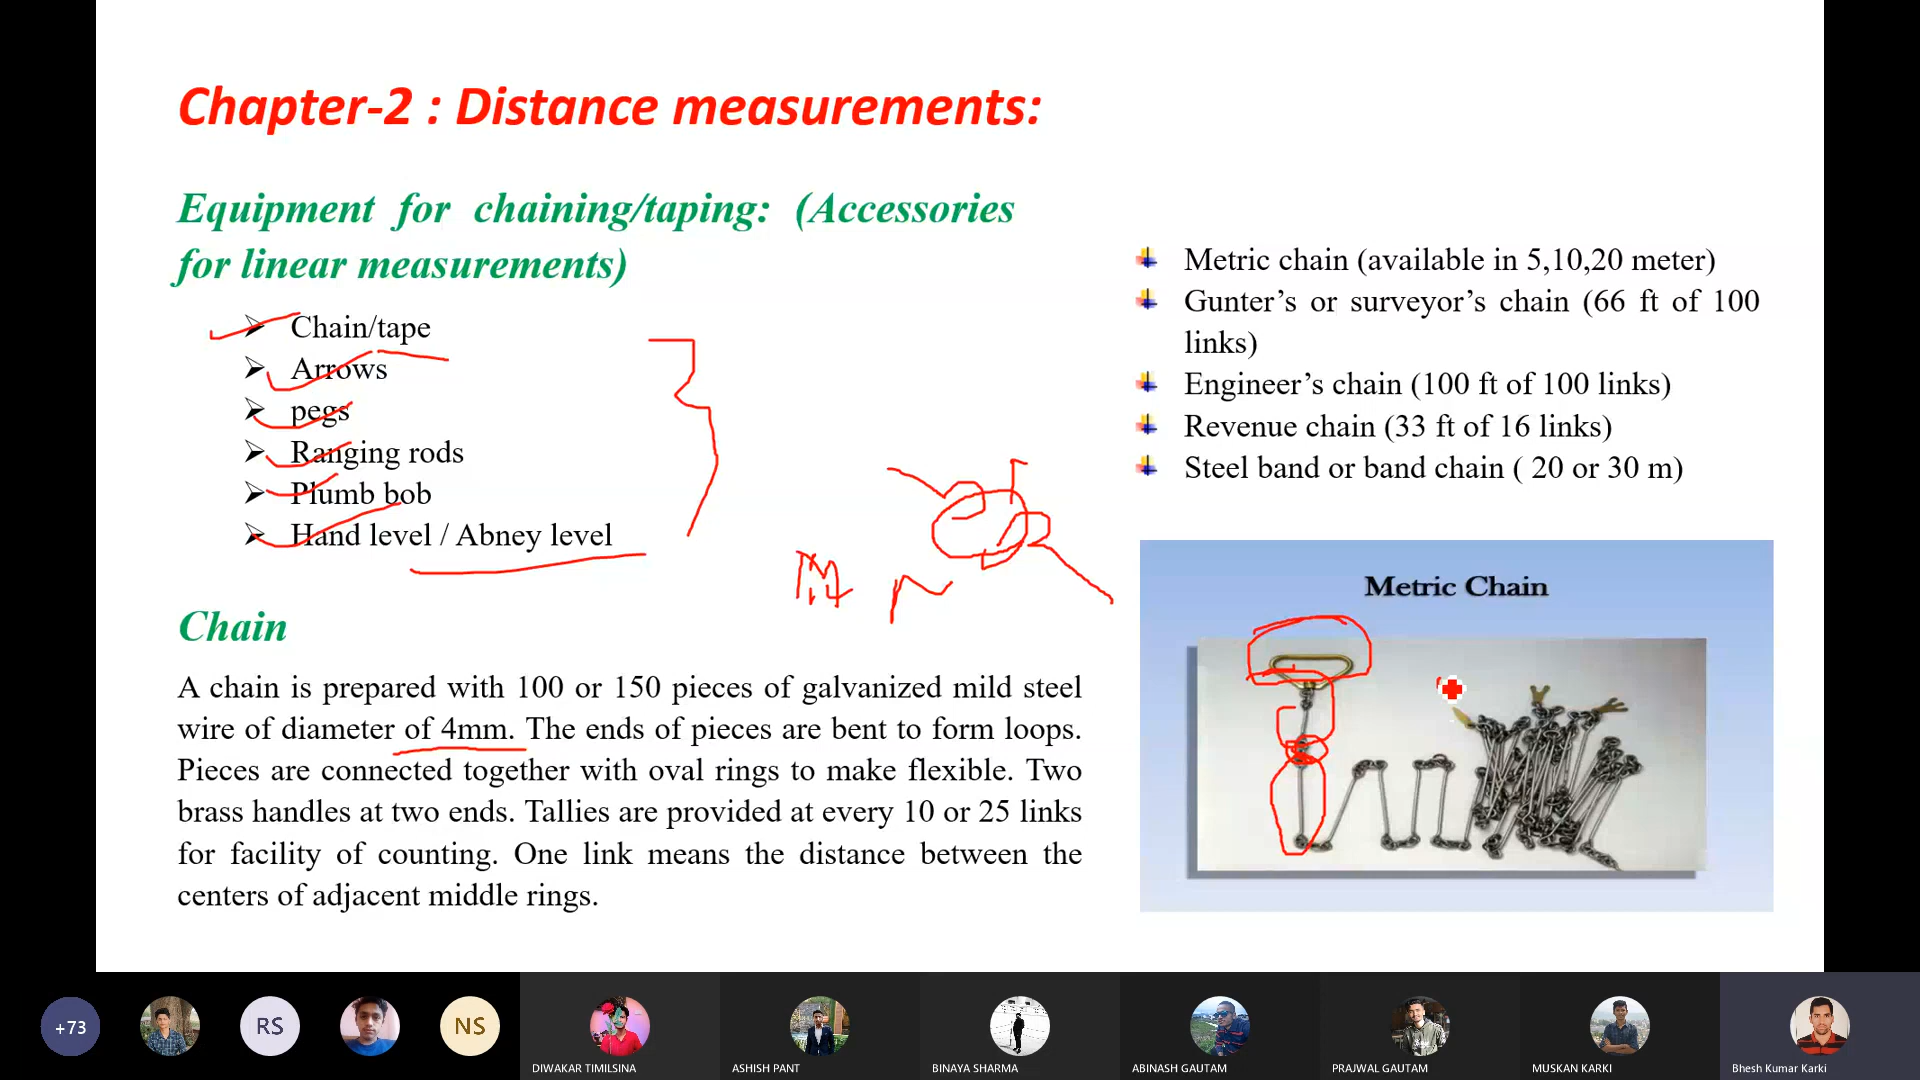 Chapter-2 : Distance measurements:
Equipment for chaining/taping: (Accessories
for linear measurements)
Chain/tape
Arrows
pegs
Ranging rods
Plumb bob
Hand level / Abney level
Chain
A chain is prepared with 100 or 150 pieces of galvanized mild steel
wire of diameter of 4mm. The ends of pieces are bent to form loops.
Pieces are connected together with oval rings to make flexible. Two
brass handles at two ends. Tallies are provided at every 10 or 25 links
for facility of counting. One link means the distance between the
centers of adjacent middle rings.
Metric chain (available in 5,10,20 meter)
Gunter’s or surveyor’s chain (66 ft of 100
links)
Engineer’s chain (100 ft of 100 links)
Revenue chain (33 ft of 16 links)
Steel band or band chain ( 20 or 30 m)
Metric Chain
+73
RS
NS
DIWAKAR TIMILSINA
ASHISH PANT
BINAYA SHARMA
ABINASH GAUTAM
PRAJWAL GAUTAM
MUSKAN KARKI
Bhesh Kumar Karki